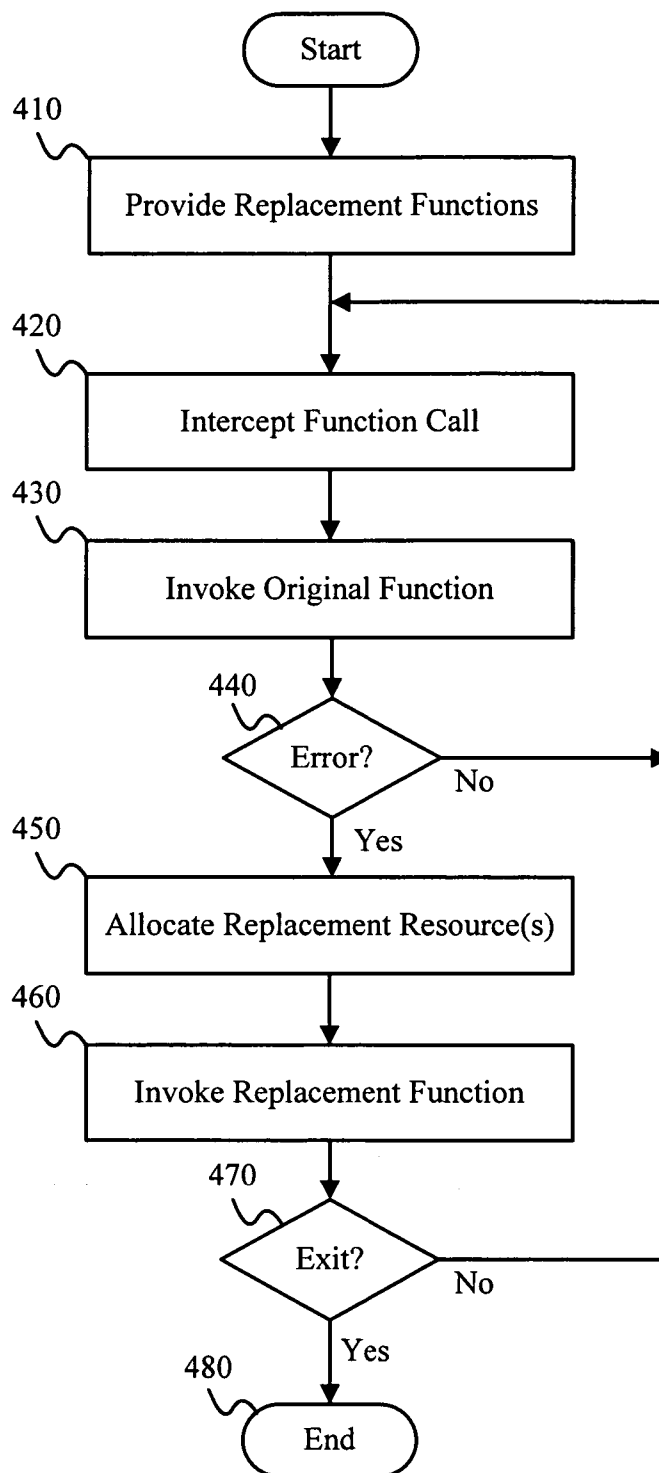 Start
410
Provide Replacement Functions
420
Intercept Function Call
430
Invoke Original Function
440
Error?
No
Yes
450
Allocate Replacement Resource(s)
460
Invoke Replacement Function
470
Exit?
No
Yes
480
End